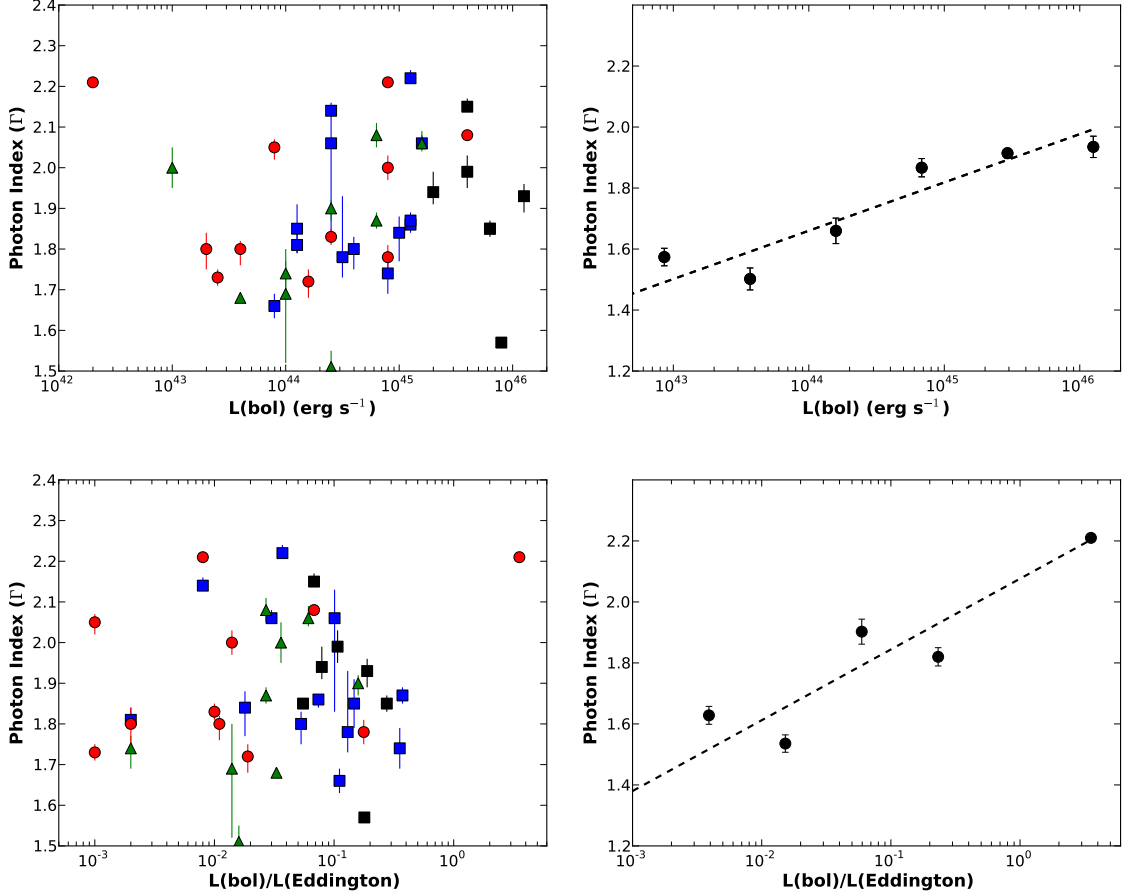 2.4
2.3
2.2
2.1
2.0
1.9
1.8
1.7
1.6
1.5
Photon Index (Γ)
10^42 10^43 10^44 10^45 10^46
L(bol) (erg s^−1)
2.2
2.0
1.8
1.6
1.4
1.2
Photon Index (Γ)
10^43 10^44 10^45 10^46
L(bol) (erg s^−1)
2.4
2.3
2.2
2.1
2.0
1.9
1.8
1.7
1.6
1.5
Photon Index (Γ)
10^-3 10^-2 10^-1 10^0
L(bol)/L(Eddington)
2.2
2.0
1.8
1.6
1.4
1.2
Photon Index (Γ)
10^-3 10^-2 10^-1 10^0
L(bol)/L(Eddington)